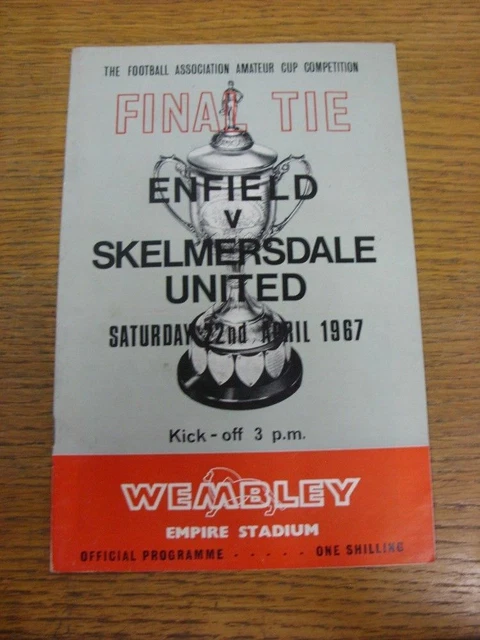 THE FOOTBALL ASSOCIATION AMATEUR CUP COMPETITION
FINAL TIE
ENFIELD
V
SKELMERSDALE
UNITED
SATURDAY 22nd APRIL 1967
Kick-off 3 p.m.
WEMBLEY
EMPIRE STADIUM
OFFICIAL PROGRAMME - - - - - ONE SHILLING